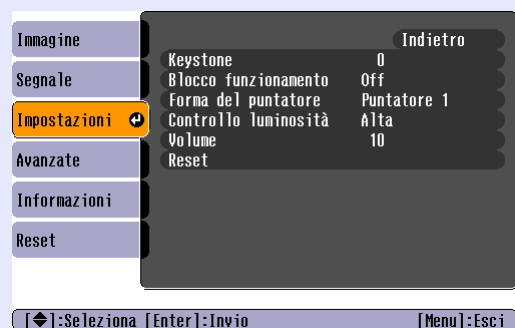 Immagine
Segnale
Impostazioni
Avanzate
Informazioni
Reset
Indietro
Keystone 0
Blocco funzionamento Off
Forma del puntatore Puntatore 1
Controllo luminosità Alta
Volume 10
Reset
[◆]:Seleziona [Enter]:Invio [Menu]:Esci